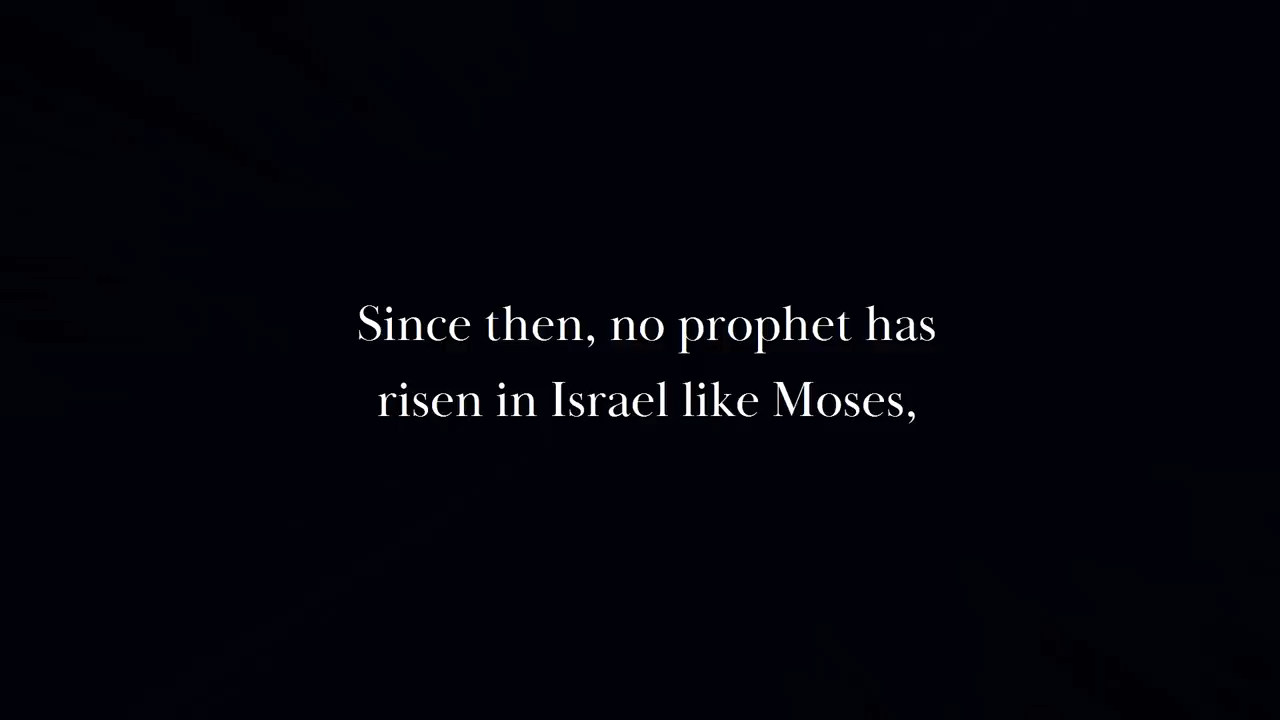 Since then, no prophet has
risen in Israel like Moses,